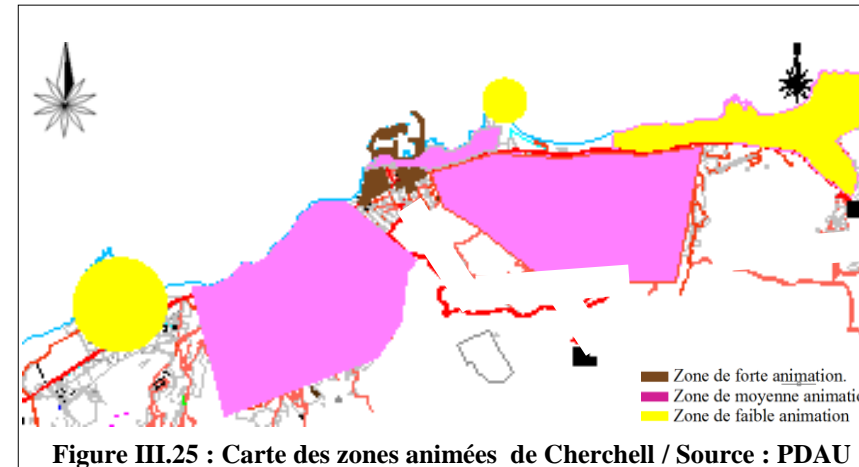 Zone de forte animation.
Zone de moyenne animatio
Zone de faible animation
Figure III.25 : Carte des zones animées de Cherchell / Source : PDAU